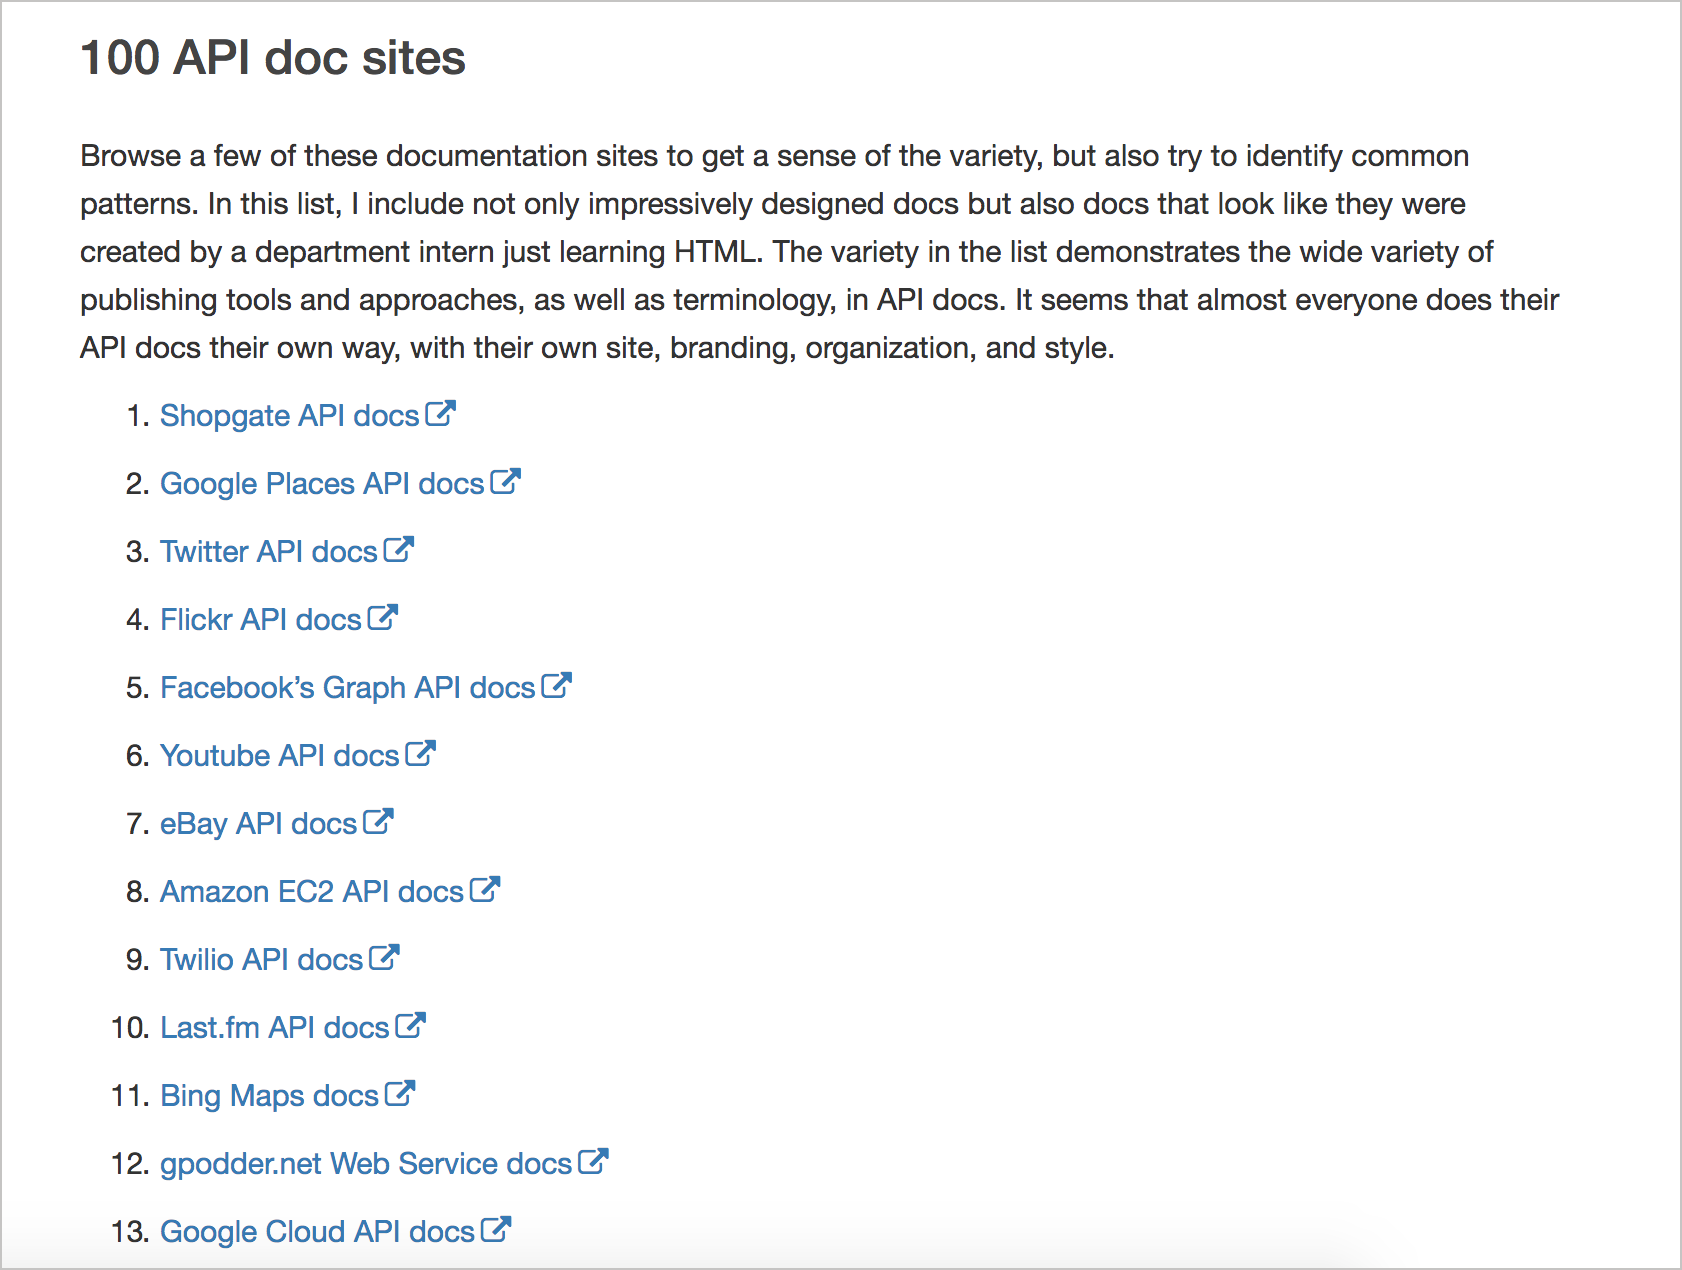 100 API doc sites
Browse a few of these documentation sites to get a sense of the variety, but also try to identify common
patterns. In this list, I include not only impressively designed docs but also docs that look like they were
created by a department intern just learning HTML. The variety in the list demonstrates the wide variety of
publishing tools and approaches, as well as terminology, in API docs. It seems that almost everyone does their
API docs their own way, with their own site, branding, organization, and style.
1. Shopgate API docs
2. Google Places API docs
3. Twitter API docs
4. Flickr API docs
5. Facebook’s Graph API docs
6. Youtube API docs
7. eBay API docs
8. Amazon EC2 API docs
9. Twilio API docs
10. Last.fm API docs
11. Bing Maps docs
12. gpodder.net Web Service docs
13. Google Cloud API docs